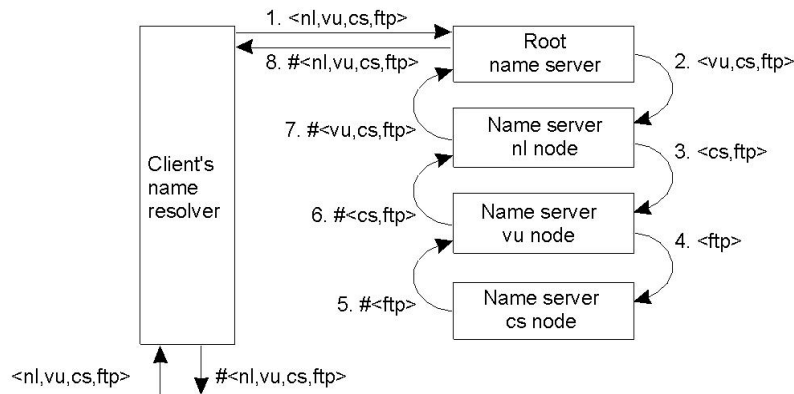 1. <nl,vu,cs,ftp>
Root
name server
8. #<nl,vu,cs,ftp>
2. <vu,cs,ftp>
7. #<vu,cs,ftp>
Name server
nl node
3. <cs,ftp>
Client's
name
resolver
6. #<cs,ftp>
Name server
vu node
4. <ftp>
5. #<ftp>
Name server
cs node
<nl,vu,cs,ftp>
#<nl,vu,cs,ftp>